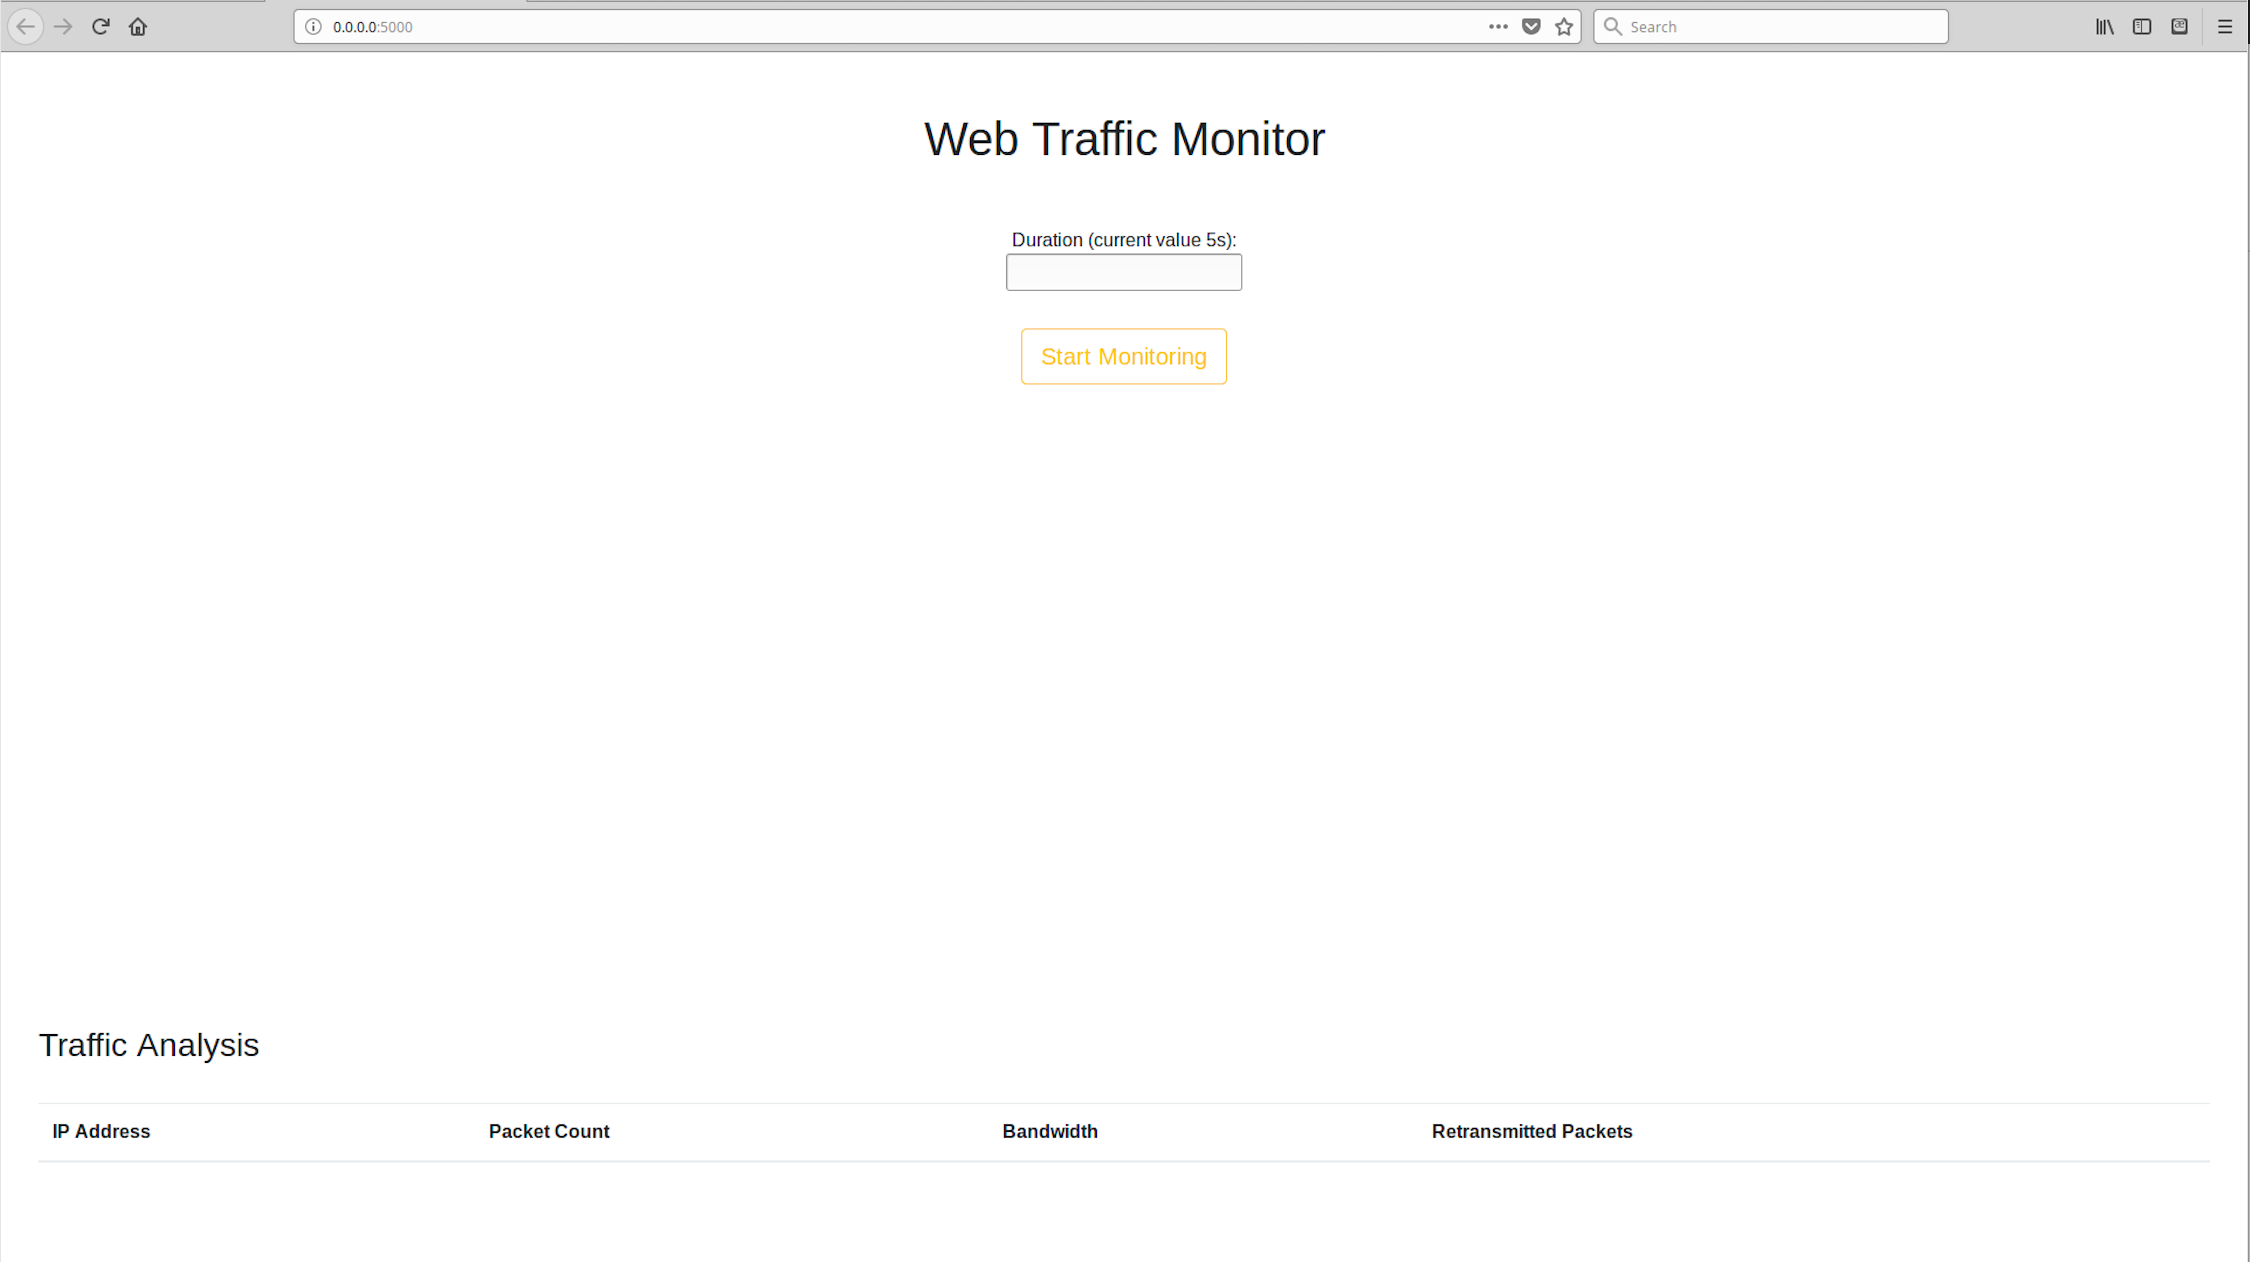 0.0.0.0:5000
Search
Web Traffic Monitor
Duration (current value 5s):
Start Monitoring
Traffic Analysis
IP Address Packet Count Bandwidth Retransmitted Packets